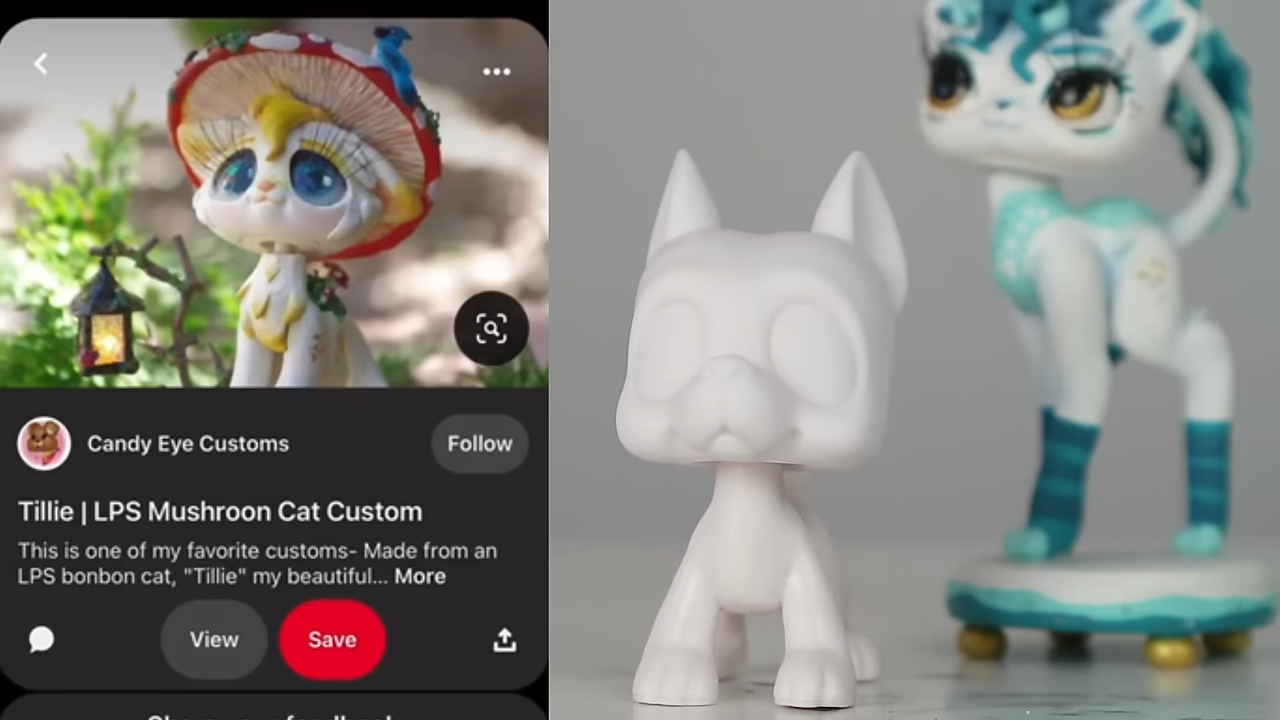 Candy Eye Customs
Follow
Tillie | LPS Mushroon Cat Custom
This is one of my favorite customs- Made from an
LPS bonbon cat, "Tillie" my beautiful... More
View
Save